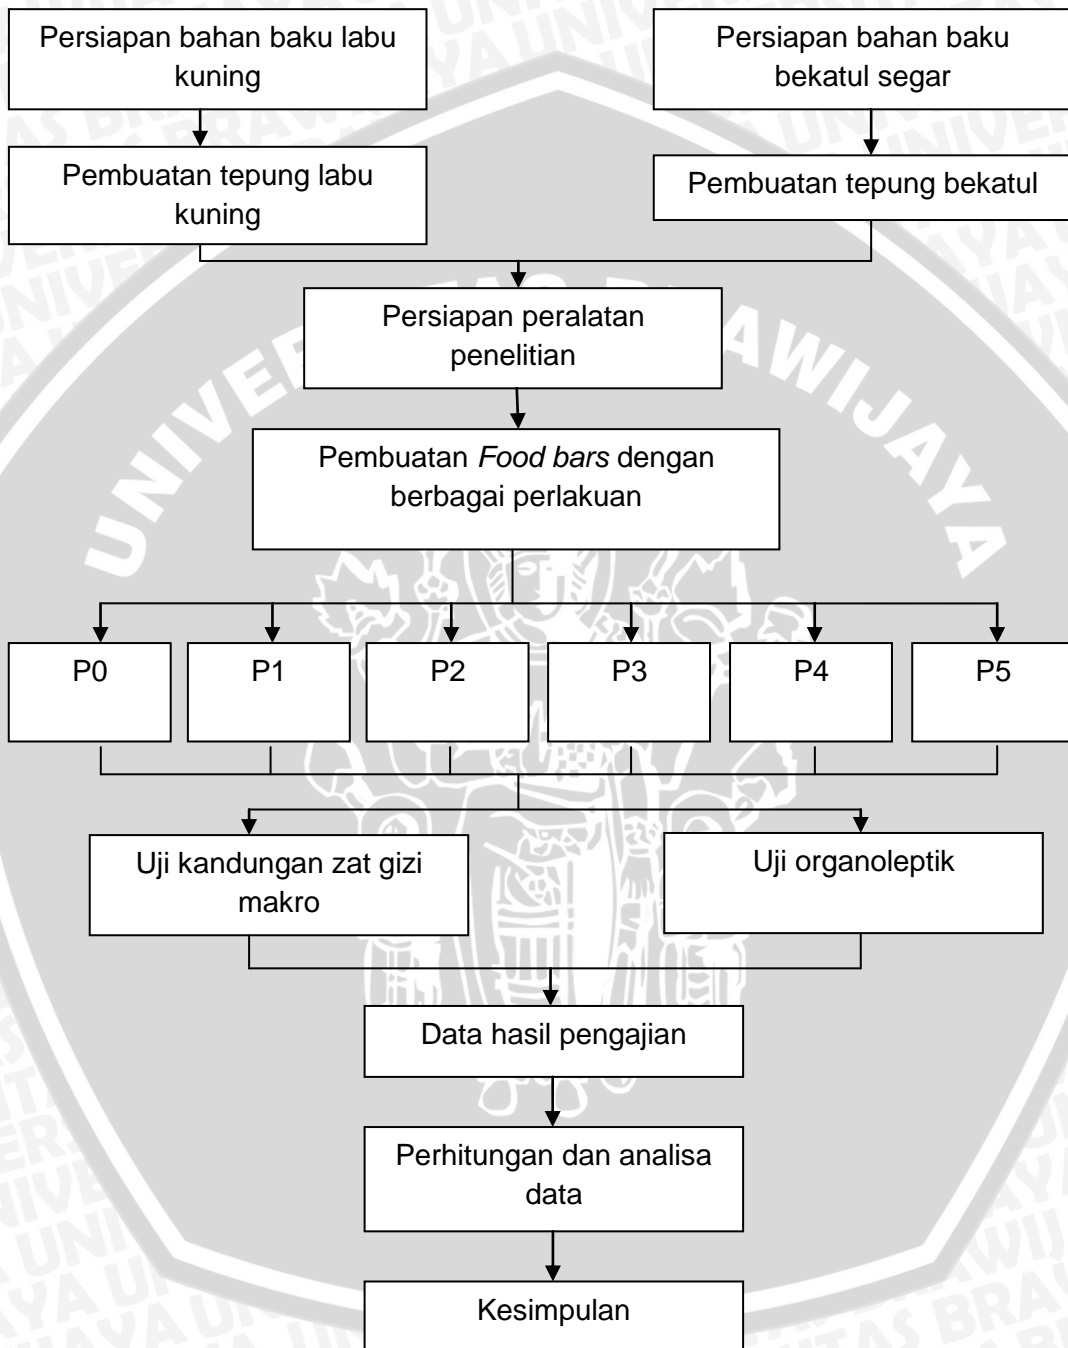 Persiapan bahan baku labu
kuning
Persiapan bahan baku
bekatul segar
Pembuatan tepung labu
kuning
Pembuatan tepung bekatul
Persiapan peralatan
penelitian
Pembuatan Food bars dengan
berbagai perlakuan
P0
P1
P2
P3
P4
P5
Uji kandungan zat gizi
makro
Uji organoleptik
Data hasil pengajian
Perhitungan dan analisa
data
Kesimpulan